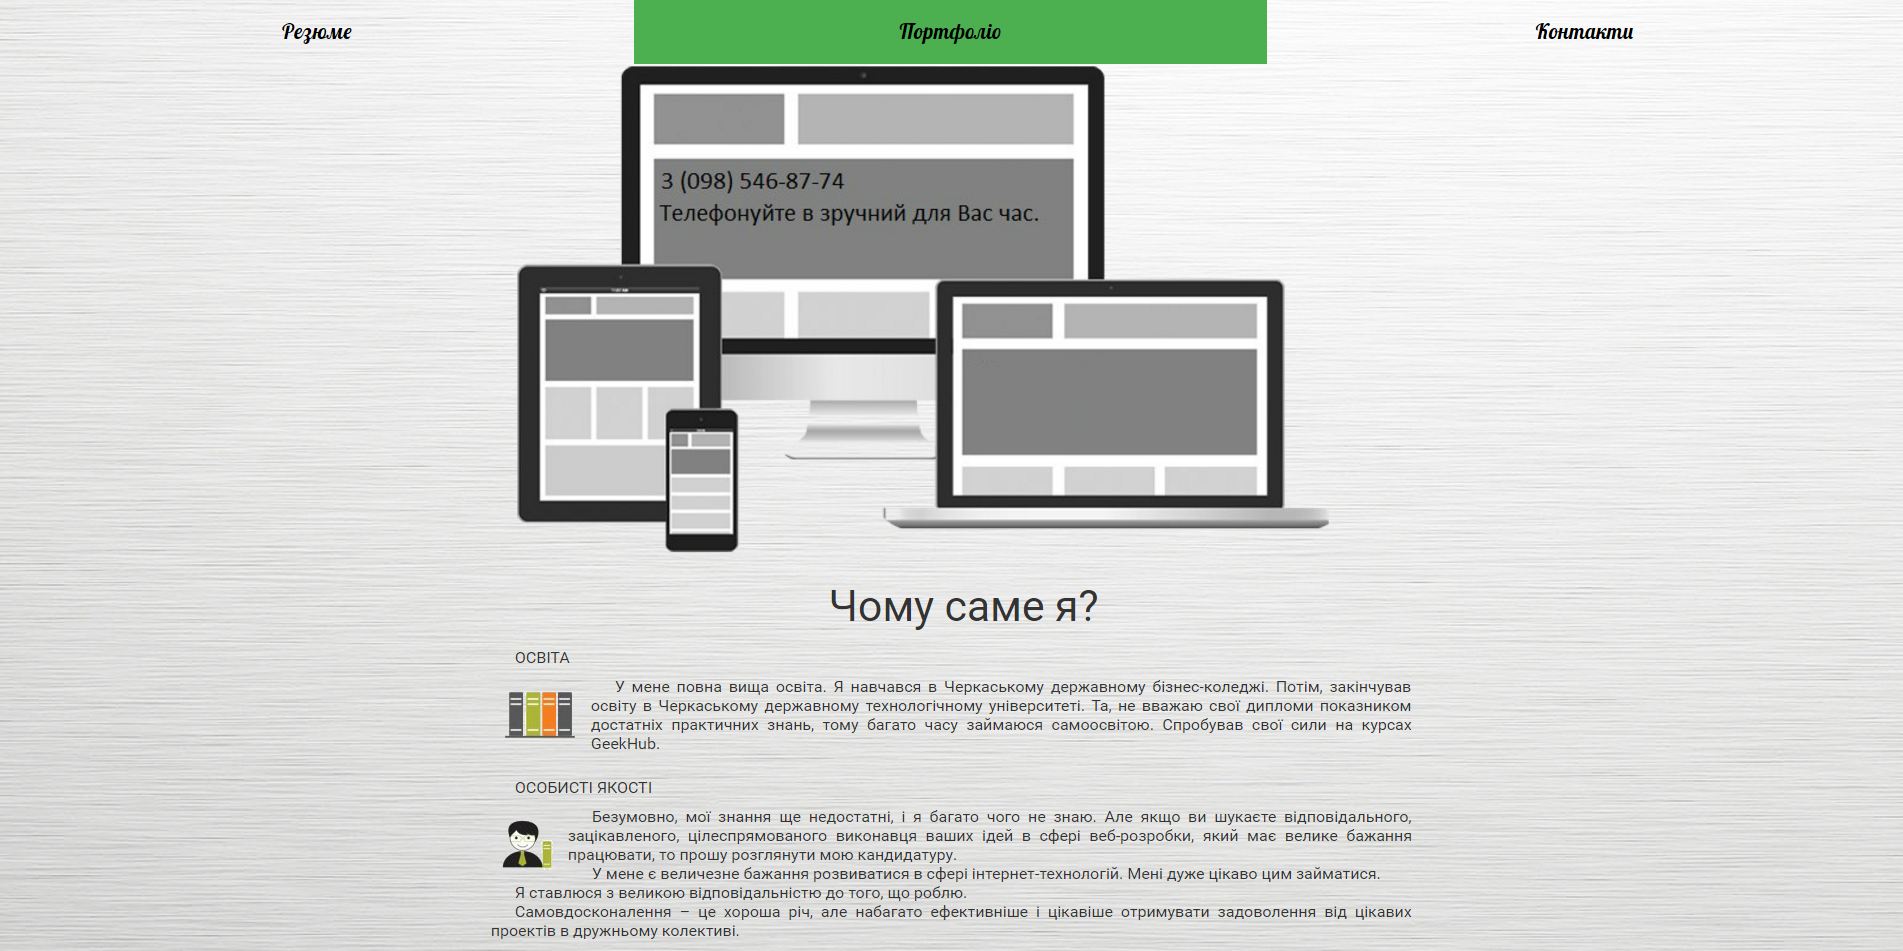 Резюме
Портфоліо
Контакти
3 (098) 546-87-74
Телефонуйте в зручний для Вас час.
Чому саме я?
ОСВІТА
У мене повна вища освіта. Я навчався в Черкаському державному бізнес-коледжі. Потім, закінчував
освіту в Черкаському державному технологічному університеті. Та, не вважаю свої дипломи показником
достатніх практичних знань, тому багато часу займаюся самоосвітою. Спробував свої сили на курсах
GeekHub.
ОСОБИСТІ ЯКОСТІ
Безумовно, мої знання ще недостатні, і я багато чого не знаю. Але якщо ви шукаєте відповідального,
зацікавленого, цілеспрямованого виконавця ваших ідей в сфері веб-розробки, який має велике бажання
працювати, то прошу розглянути мою кандидатуру.
У мене є величезне бажання розвиватися в сфері інтернет-технологій. Мені дуже цікаво цим займатися.
Я ставлюся з великою відповідальністю до того, що роблю.
Самовдосконалення – це хороша річ, але набагато ефективніше і цікавіше отримувати задоволення від цікавих
проектів в дружньому колективі.